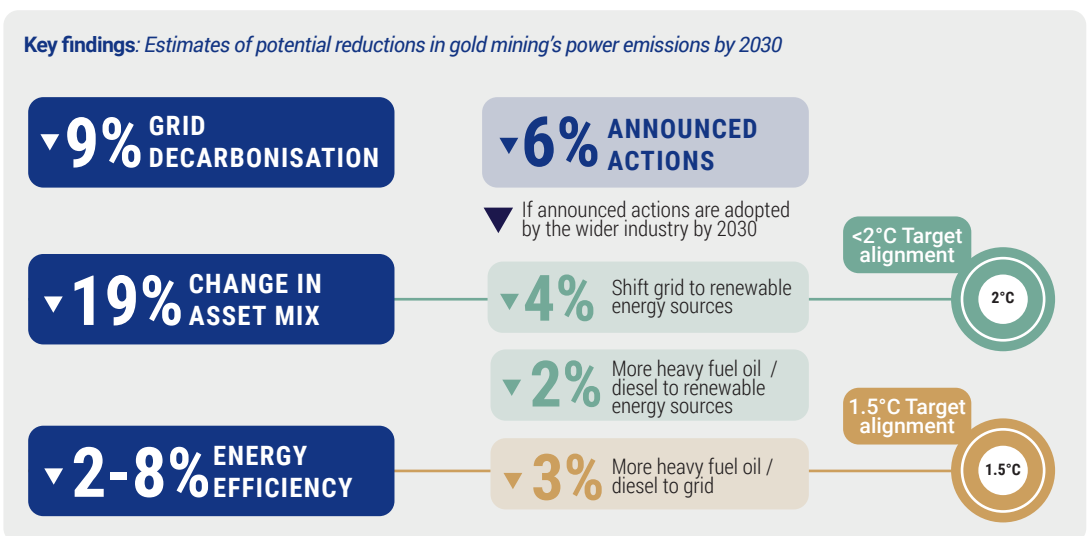 Key findings: Estimates of potential reductions in gold mining's power emissions by 2030
9% GRID
DECARBONISATION
6% ANNOUNCED
ACTIONS
If announced actions are adopted
by the wider industry by 2030
19% CHANGE IN
ASSET MIX
4% Shift grid to renewable
energy sources
<2°C Target
alignment
2°C
2% More heavy fuel oil /
diesel to renewable
energy sources
2-8% ENERGY
EFFICIENCY
3% More heavy fuel oil /
diesel to grid
1.5°C Target
alignment
1.5°C